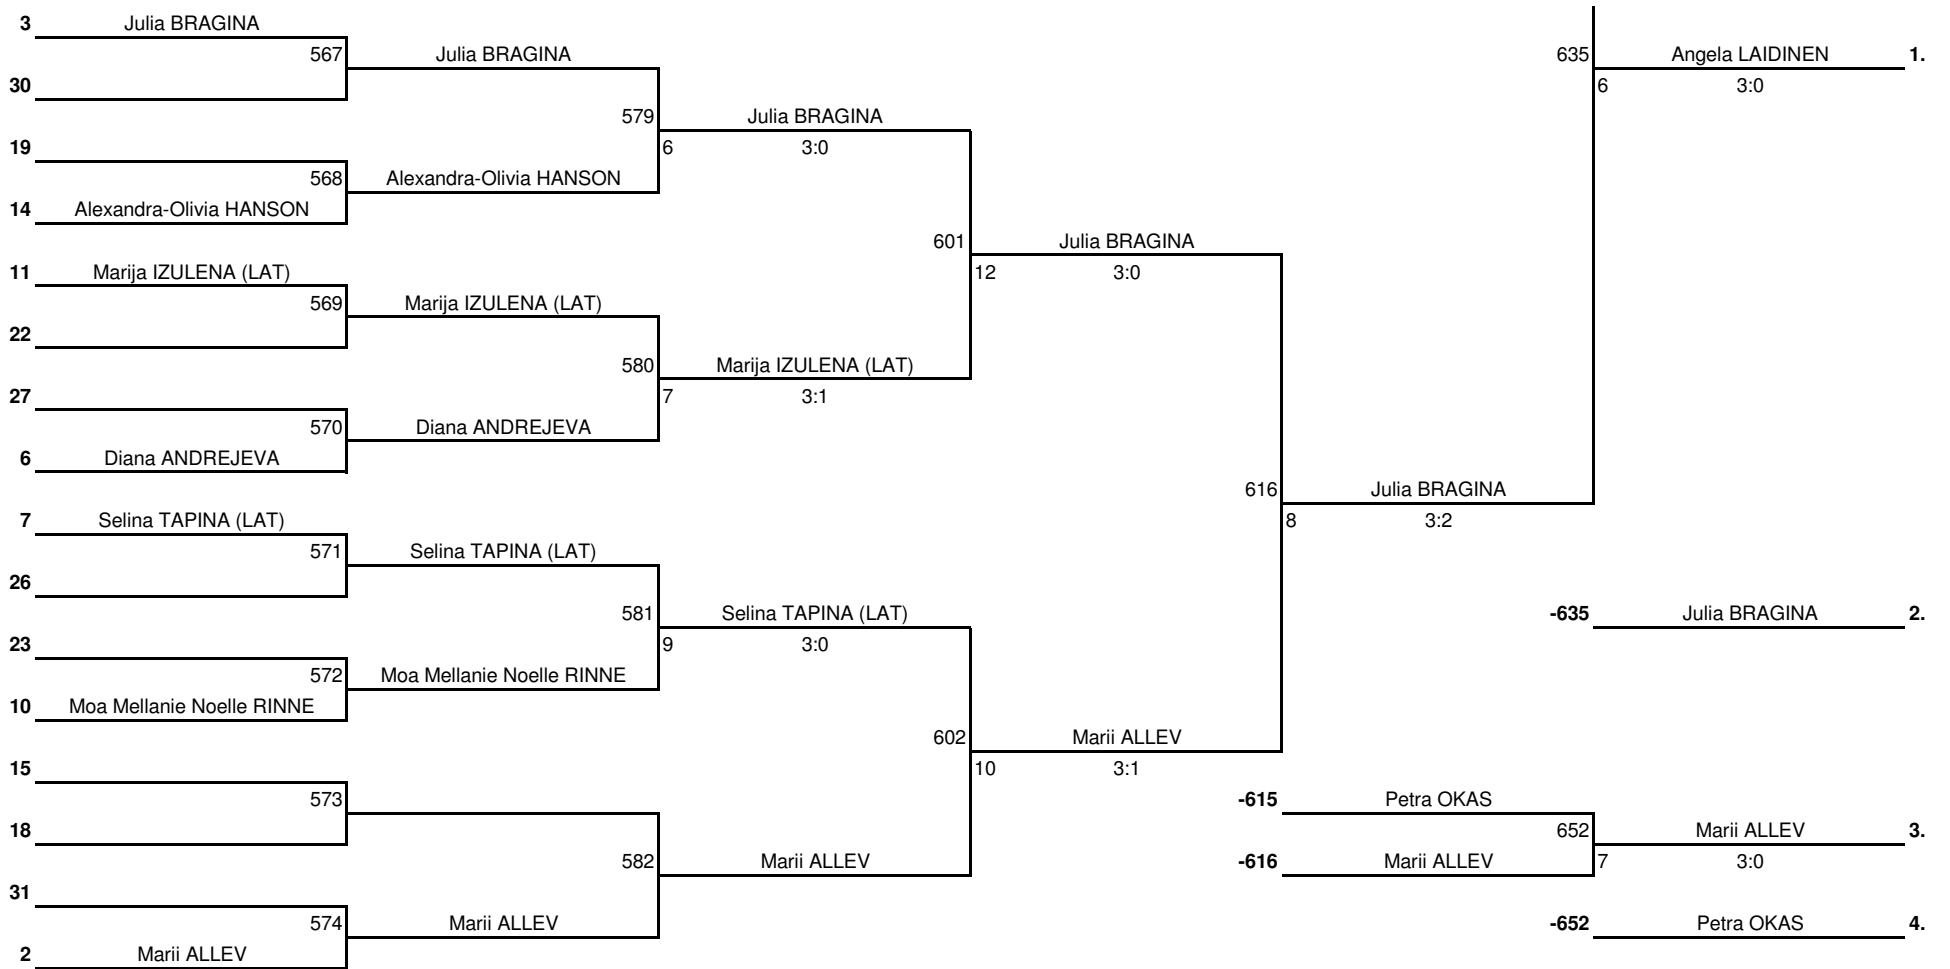 3 Julia BRAGINA
635 Angela LAIDINEN 1.
567 Julia BRAGINA
30
6 3:0
579 Julia BRAGINA
19
6 3:0
568 Alexandra-Olivia HANSON
14 Alexandra-Olivia HANSON
601 Julia BRAGINA
11 Marija IZULENA (LAT)
12 3:0
569 Marija IZULENA (LAT)
22
580 Marija IZULENA (LAT)
27
7 3:1
570 Diana ANDREJEVA
6 Diana ANDREJEVA
616 Julia BRAGINA
7 Selina TAPINA (LAT)
8 3:2
571 Selina TAPINA (LAT)
26
581 Selina TAPINA (LAT)
-635 Julia BRAGINA 2.
23
9 3:0
572 Moa Mellanie Noelle RINNE
10 Moa Mellanie Noelle RINNE
602 Marii ALLEV
15
10 3:1
573
-615 Petra OKAS
18
652 Marii ALLEV 3.
582 Marii ALLEV
-616 Marii ALLEV
7 3:0
31
574 Marii ALLEV
-652 Petra OKAS 4.
2 Marii ALLEV